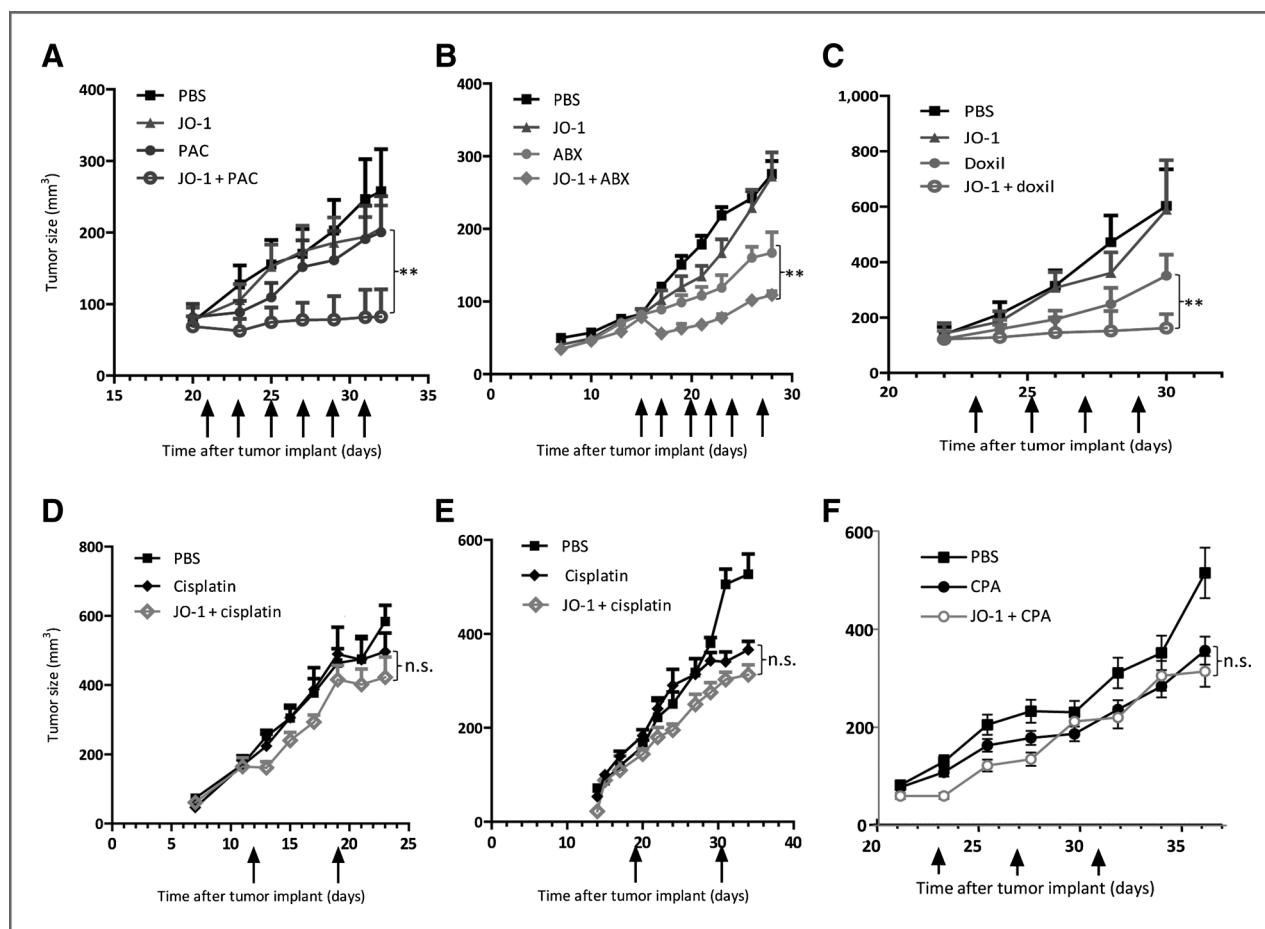 A
400
300
200
100
0
15
20
25
30
35
Tumor size (mm³)
PBS
JO-1
PAC
JO-1 + PAC
**
Time after tumor implant (days)
B
400
300
200
100
0
10
20
30
PBS
JO-1
ABX
JO-1 + ABX
**
Time after tumor implant (days)
C
1,000
800
600
400
200
0
20
25
30
PBS
JO-1
Doxil
JO-1 + doxil
**
Time after tumor implant (days)
D
800
600
400
200
0
0
5
10
15
20
25
Tumor size (mm³)
PBS
Cisplatin
JO-1 + cisplatin
n.s.
Time after tumor implant (days)
E
600
400
200
0
0
10
20
30
40
PBS
Cisplatin
JO-1 + cisplatin
n.s.
Time after tumor implant (days)
F
600
400
200
0
20
25
30
35
PBS
CPA
JO-1 + CPA
n.s.
Time after tumor implant (days)